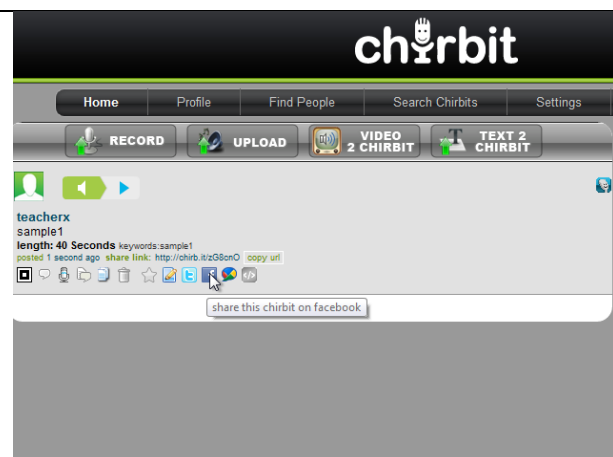 chirbit
Home Profile Find People Search Chirbits Settings
RECORD UPLOAD VIDEO 2 CHIRBIT TEXT 2 CHIRBIT
teacherx
sample1
length: 40 Seconds keywords:sample1
posted 1 second ago share link: http://chirb.it/zG8cnO copy url
share this chirbit on facebook